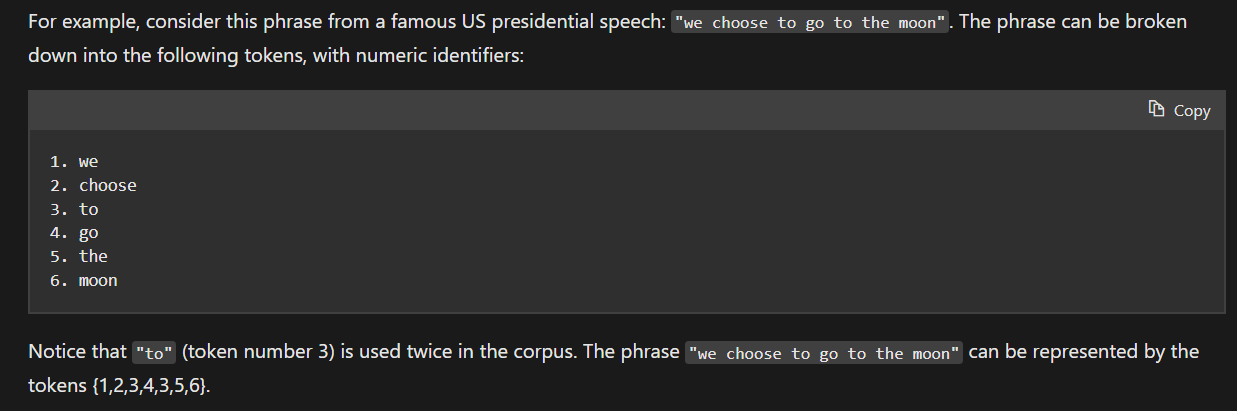 For example, consider this phrase from a famous US presidential speech: "we choose to go to the moon". The phrase can be broken
down into the following tokens, with numeric identifiers:
Copy
1. we
2. choose
3. to
4. go
5. the
6. moon
Notice that "to" (token number 3) is used twice in the corpus. The phrase "we choose to go to the moon" can be represented by the
tokens {1,2,3,4,3,5,6}.